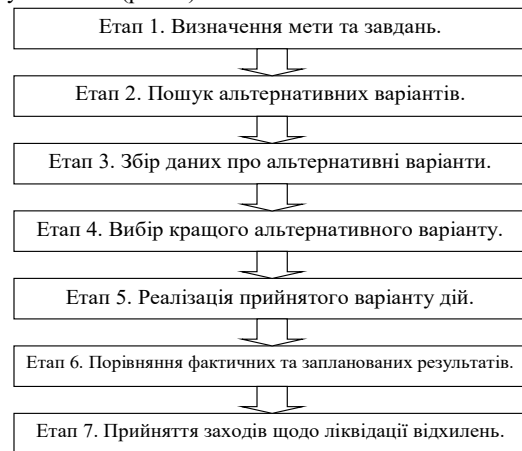 Етап 1. Визначення мети та завдань.
Етап 2. Пошук альтернативних варіантів.
Етап 3. Збір даних про альтернативні варіанти.
Етап 4. Вибір кращого альтернативного варіанту.
Етап 5. Реалізація прийнятого варіанту дій.
Етап 6. Порівняння фактичних та запланованих результатів.
Етап 7. Прийняття заходів щодо ліквідації відхилень.